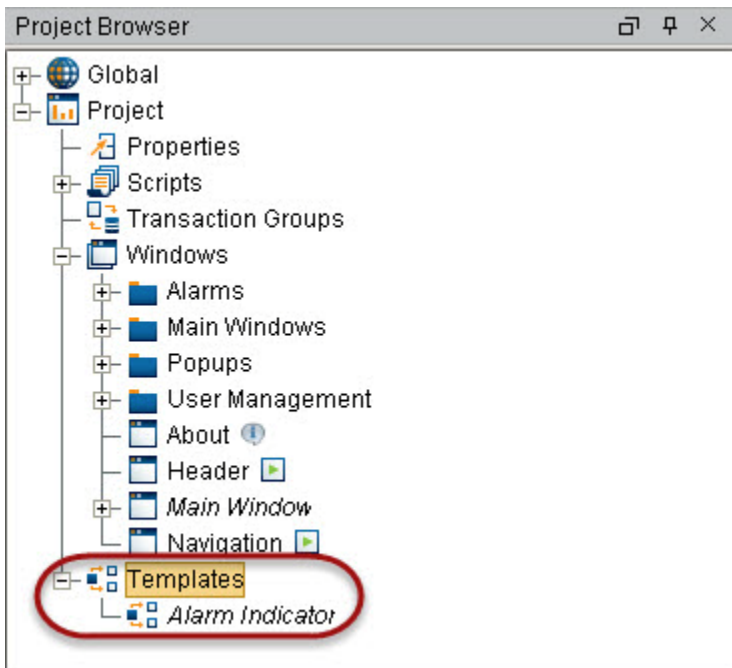 Project Browser
Global
Project
Properties
Scripts
Transaction Groups
Windows
Alarms
Main Windows
Popups
User Management
About
Header
Main Window
Navigation
Templates
Alarm Indicator